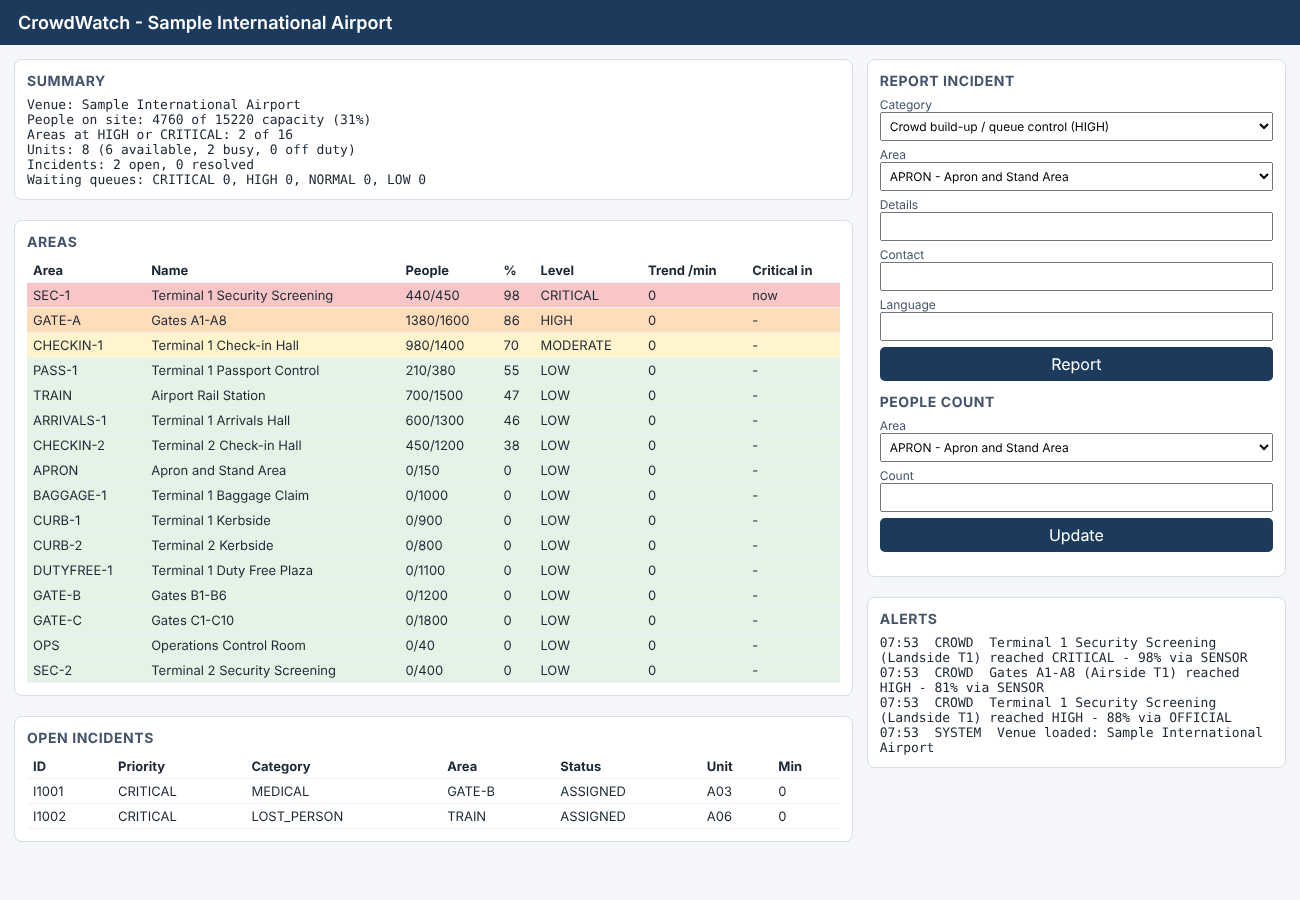 CrowdWatch - Sample International Airport
SUMMARY
Venue: Sample International Airport
People on site: 4760 of 15220 capacity (31%)
Areas at HIGH or CRITICAL: 2 of 16
Units: 8 (6 available, 2 busy, 0 off duty)
Incidents: 2 open, 0 resolved
Waiting queues: CRITICAL 0, HIGH 0, NORMAL 0, LOW 0
AREAS
Area Name People % Level Trend /min Critical in
SEC-1 Terminal 1 Security Screening 440/450 98 CRITICAL 0 now
GATE-A Gates A1-A8 1380/1600 86 HIGH 0 -
CHECKIN-1 Terminal 1 Check-in Hall 980/1400 70 MODERATE 0 -
PASS-1 Terminal 1 Passport Control 210/380 55 LOW 0 -
TRAIN Airport Rail Station 700/1500 47 LOW 0 -
ARRIVALS-1 Terminal 1 Arrivals Hall 600/1300 46 LOW 0 -
CHECKIN-2 Terminal 2 Check-in Hall 450/1200 38 LOW 0 -
APRON Apron and Stand Area 0/150 0 LOW 0 -
BAGGAGE-1 Terminal 1 Baggage Claim 0/1000 0 LOW 0 -
CURB-1 Terminal 1 Kerbside 0/900 0 LOW 0 -
CURB-2 Terminal 2 Kerbside 0/800 0 LOW 0 -
DUTYFREE-1 Terminal 1 Duty Free Plaza 0/1100 0 LOW 0 -
GATE-B Gates B1-B6 0/1200 0 LOW 0 -
GATE-C Gates C1-C10 0/1800 0 LOW 0 -
OPS Operations Control Room 0/40 0 LOW 0 -
SEC-2 Terminal 2 Security Screening 0/400 0 LOW 0 -
OPEN INCIDENTS
ID Priority Category Area Status Unit Min
I1001 CRITICAL MEDICAL GATE-B ASSIGNED A03 0
I1002 CRITICAL LOST_PERSON TRAIN ASSIGNED A06 0
REPORT INCIDENT
Category
Crowd build-up / queue control (HIGH)
Area
APRON - Apron and Stand Area
Details
Contact
Language
Report
PEOPLE COUNT
Area
APRON - Apron and Stand Area
Count
Update
ALERTS
07:53 CROWD Terminal 1 Security Screening
(Landside T1) reached CRITICAL - 98% via SENSOR
07:53 CROWD Gates A1-A8 (Airside T1) reached
HIGH - 81% via SENSOR
07:53 CROWD Terminal 1 Security Screening
(Landside T1) reached HIGH - 88% via OFFICIAL
07:53 SYSTEM Venue loaded: Sample International
Airport